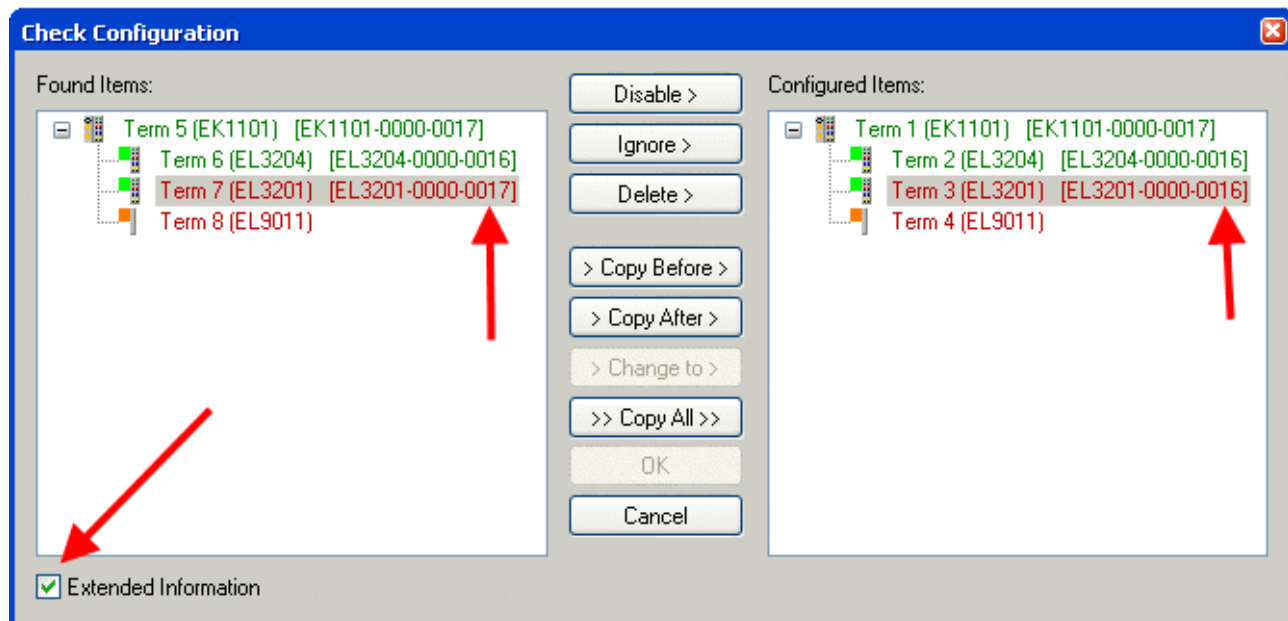 Check Configuration
Found Items:
Term 5 (EK1101) [EK1101-0000-0017]
Term 6 (EL3204) [EL3204-0000-0016]
Term 7 (EL3201) [EL3201-0000-0017]
Term 8 (EL9011)
Disable >
Ignore >
Delete >
> Copy Before >
> Copy After >
> Change to >
>> Copy All >>
OK
Cancel
Configured Items:
Term 1 (EK1101) [EK1101-0000-0017]
Term 2 (EL3204) [EL3204-0000-0016]
Term 3 (EL3201) [EL3201-0000-0016]
Term 4 (EL9011)
Extended Information